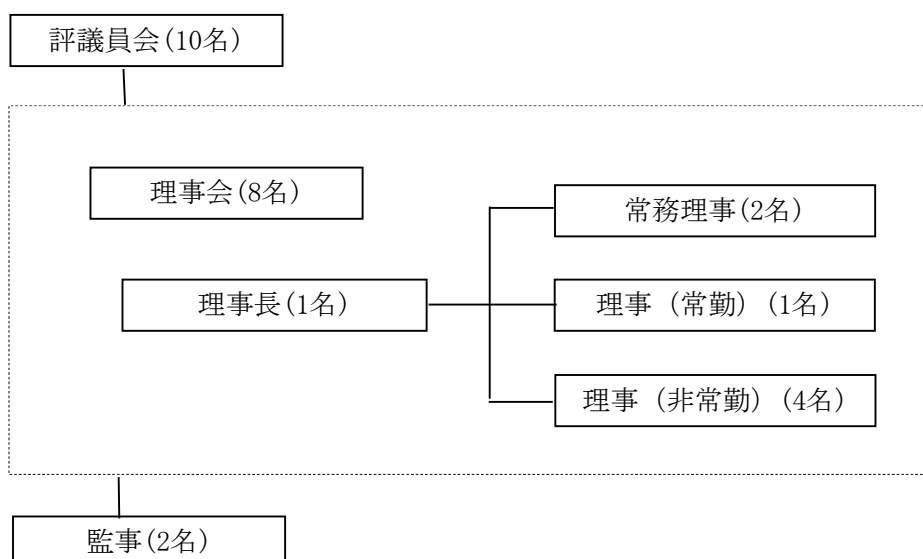 評議員会(10名)
理事会(8名)
常務理事(2名)
理事長(1名)
理事（常勤）(1名)
理事（非常勤）(4名)
監事(2名)